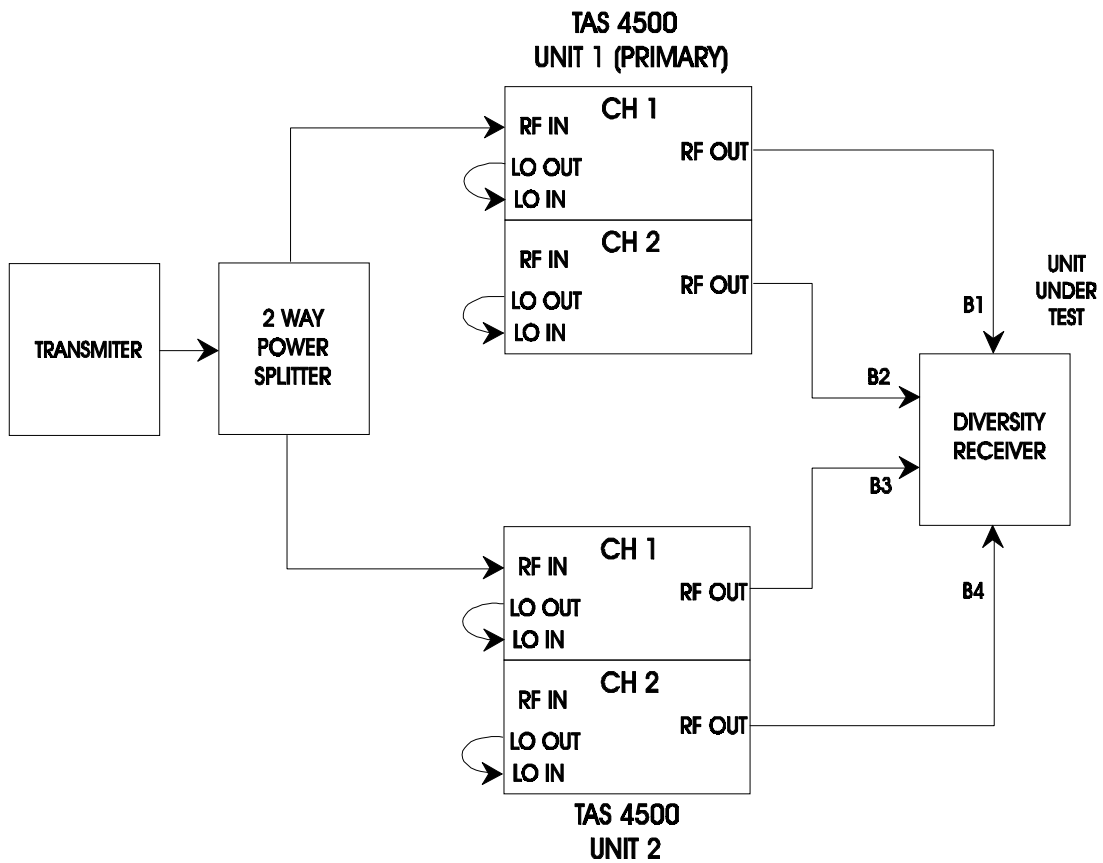 TAS 4500
UNIT 1 (PRIMARY)
CH 1
RF IN
RF OUT
LO OUT
LO IN
CH 2
RF IN
RF OUT
LO OUT
LO IN
TRANSMITER
2 WAY
POWER
SPLITTER
B1
B2
UNIT
UNDER
TEST
DIVERSITY
RECEIVER
B3
B4
CH 1
RF IN
RF OUT
LO OUT
LO IN
CH 2
RF IN
RF OUT
LO OUT
LO IN
TAS 4500
UNIT 2